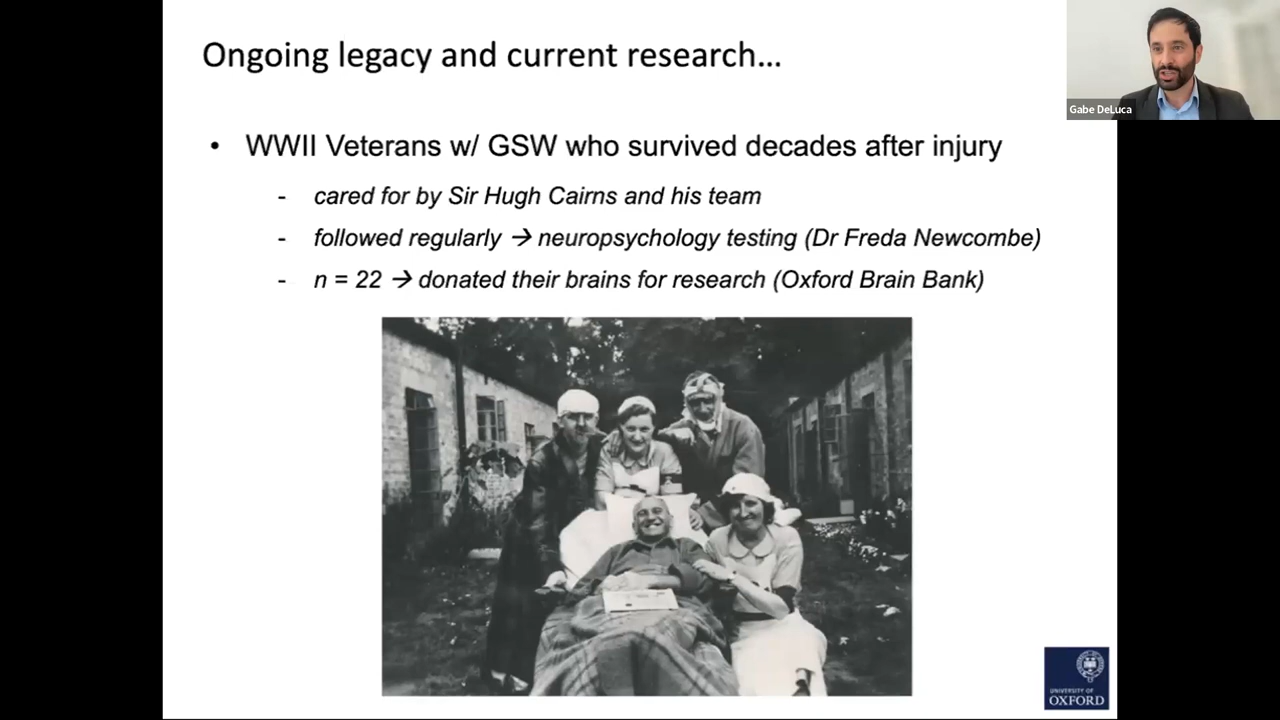 Ongoing legacy and current research...
Gabe DeLuca
• WWII Veterans w/ GSW who survived decades after injury
- cared for by Sir Hugh Cairns and his team
- followed regularly → neuropsychology testing (Dr Freda Newcombe)
- n = 22 → donated their brains for research (Oxford Brain Bank)
UNIVERSITY OF
OXFORD